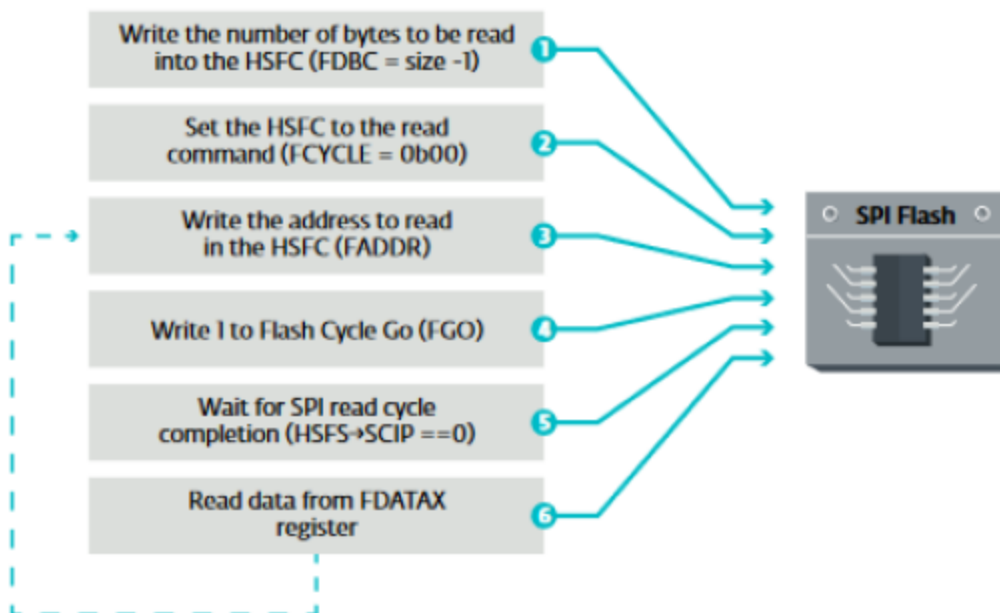 Write the number of bytes to be read
into the HSFC (FDBC = size -1)
1
Set the HSFC to the read
command (FCYCLE = 0b00)
2
Write the address to read
in the HSFC (FADDR)
3
Write 1 to Flash Cycle Go (FGO)
4
Wait for SPI read cycle
completion (HSFS→SCIP ==0)
5
Read data from FDATAX
register
6
SPI Flash